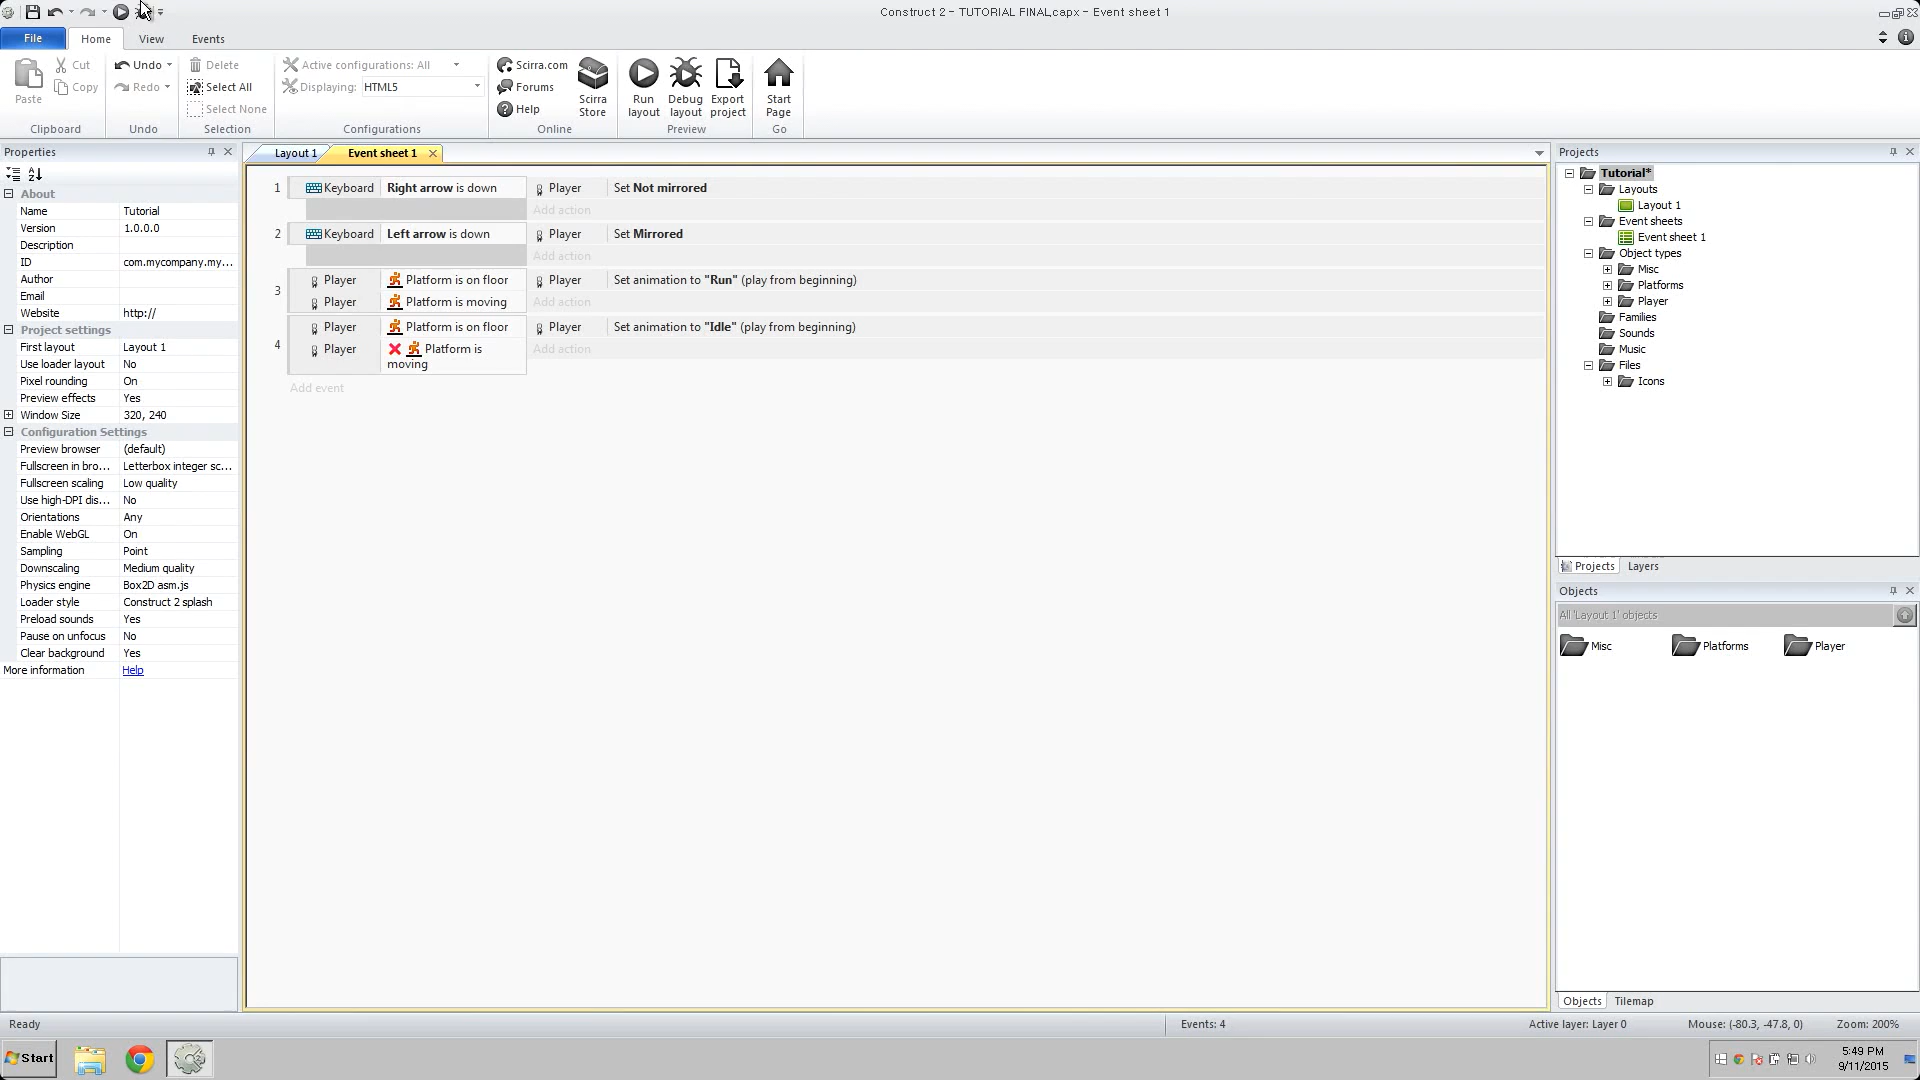 Construct 2 - TUTORIAL FINAL.capx - Event sheet 1
File Home View Events
Paste Cut Copy Clipboard
Undo Redo Undo
Delete Select All Select None Selection
Active configurations: All
Displaying: HTML5
Configurations
Scirra.com Forums Help Online
Scirra Store
Run layout Debug layout Export project Preview
Start Page Go
Properties
About
Name Tutorial
Version 1.0.0.0
Description
ID com.mycompany.my...
Author
Email
Website http://
Project settings
First layout Layout 1
Use loader layout No
Pixel rounding On
Preview effects Yes
Window Size 320, 240
Configuration Settings
Preview browser (default)
Fullscreen in bro... Letterbox integer sc...
Fullscreen scaling Low quality
Use high-DPI dis... No
Orientations Any
Enable WebGL On
Sampling Point
Downscaling Medium quality
Physics engine Box2D asm.js
Loader style Construct 2 splash
Preload sounds Yes
Pause on unfocus No
Clear background Yes
More information Help
Layout 1 Event sheet 1
1 Keyboard Right arrow is down Player Set Not mirrored
Add action
2 Keyboard Left arrow is down Player Set Mirrored
Add action
3 Player Platform is on floor Player Set animation to "Run" (play from beginning)
Player Platform is moving Add action
4 Player Platform is on floor Player Set animation to "Idle" (play from beginning)
Player Platform is moving Add action
Add event
Projects
Tutorial*
Layouts
Layout 1
Event sheets
Event sheet 1
Object types
Misc
Platforms
Player
Families
Sounds
Music
Files
Icons
Projects Layers
Objects
All 'Layout 1' objects
Misc Platforms Player
Objects Tilemap
Ready Events: 4 Active layer: Layer 0 Mouse: (-80.3, -47.8, 0) Zoom: 200%
Start
5:49 PM
9/11/2015